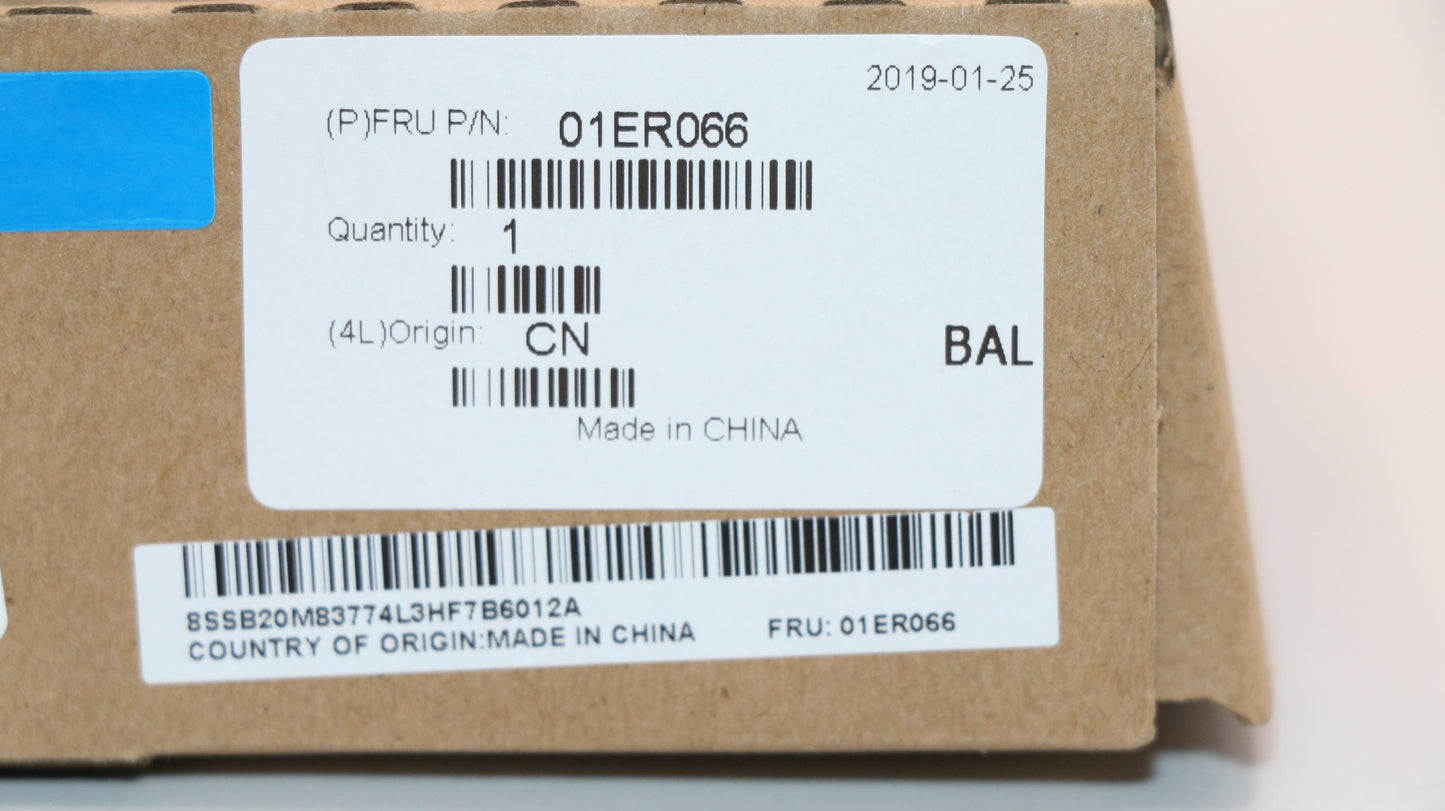 2019-01-25
(P)FRU P/N: 01ER066
Quantity: 1
(4L)Origin: CN
BAL
Made in CHINA
8SSB20M83774L3HF7B6012A
COUNTRY OF ORIGIN:MADE IN CHINA FRU: 01ER066